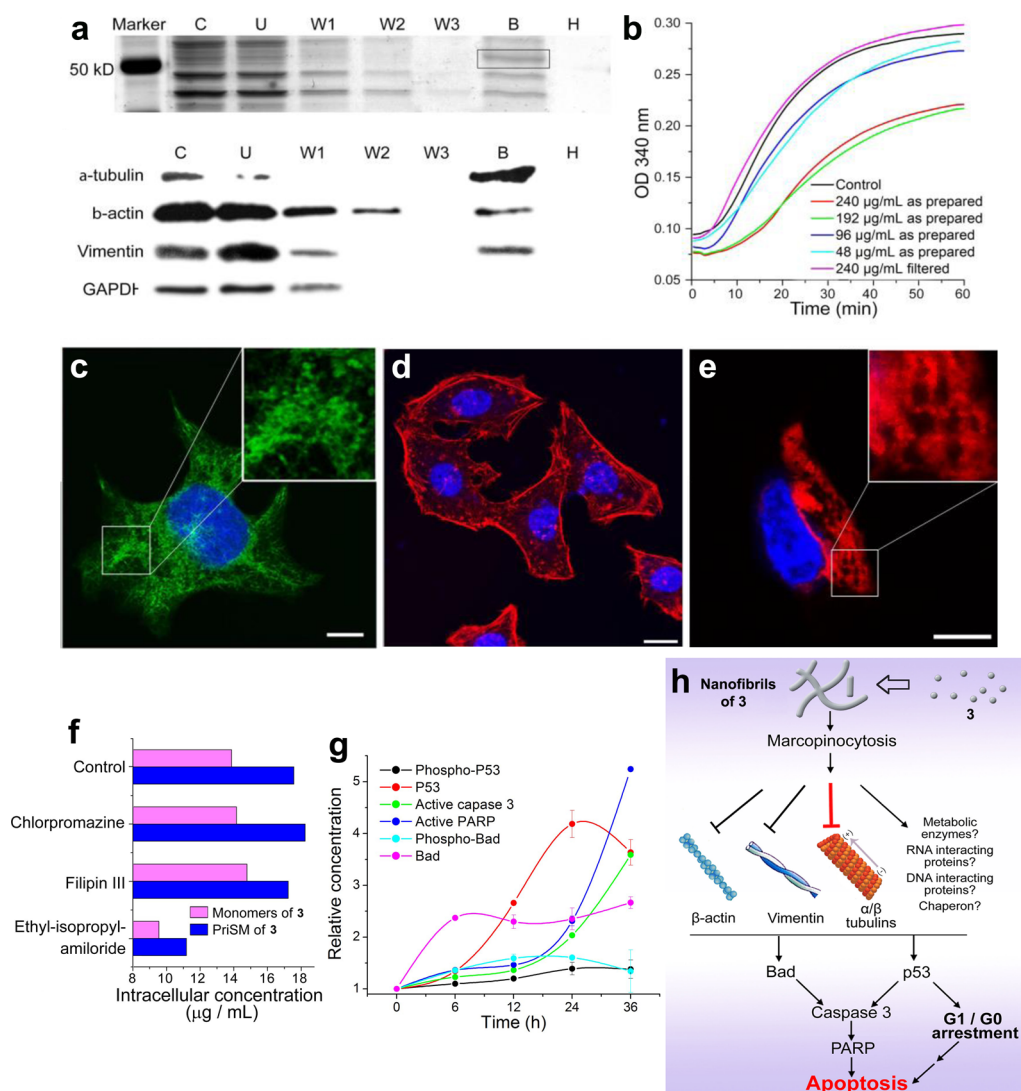 a
Marker C U W1 W2 W3 B H
50 kD
C U W1 W2 W3 B H
a-tubulin
b-actin
Vimentin
GAPDH
b
OD 340 nm
0.30
0.25
0.20
0.15
0.10
0.05
Control
240 µg/mL as prepared
192 µg/mL as prepared
96 µg/mL as prepared
48 µg/mL as prepared
240 µg/mL filtered
0 10 20 30 40 50 60
Time (min)
c
d
e
f
Control
Chlorpromazine
Filipin III
Ethyl-isopropyl-
amiloride
Monomers of 3
PriSM of 3
8 10 12 14 16 18
Intracellular concentration
(µg / mL)
g
Relative concentration
5
4
3
2
1
Phospho-P53
P53
Active capase 3
Active PARP
Phospho-Bad
Bad
0 6 12 24 36
Time (h)
h
Nanofibrils
of 3
3
Marcopinocytosis
Metabolic
enzymes?
RNA interacting
proteins?
DNA interacting
proteins?
Chaperon?
β-actin
Vimentin
α/β
tubulins
Bad
p53
Caspase 3
PARP
G1 / G0
arrestment
Apoptosis